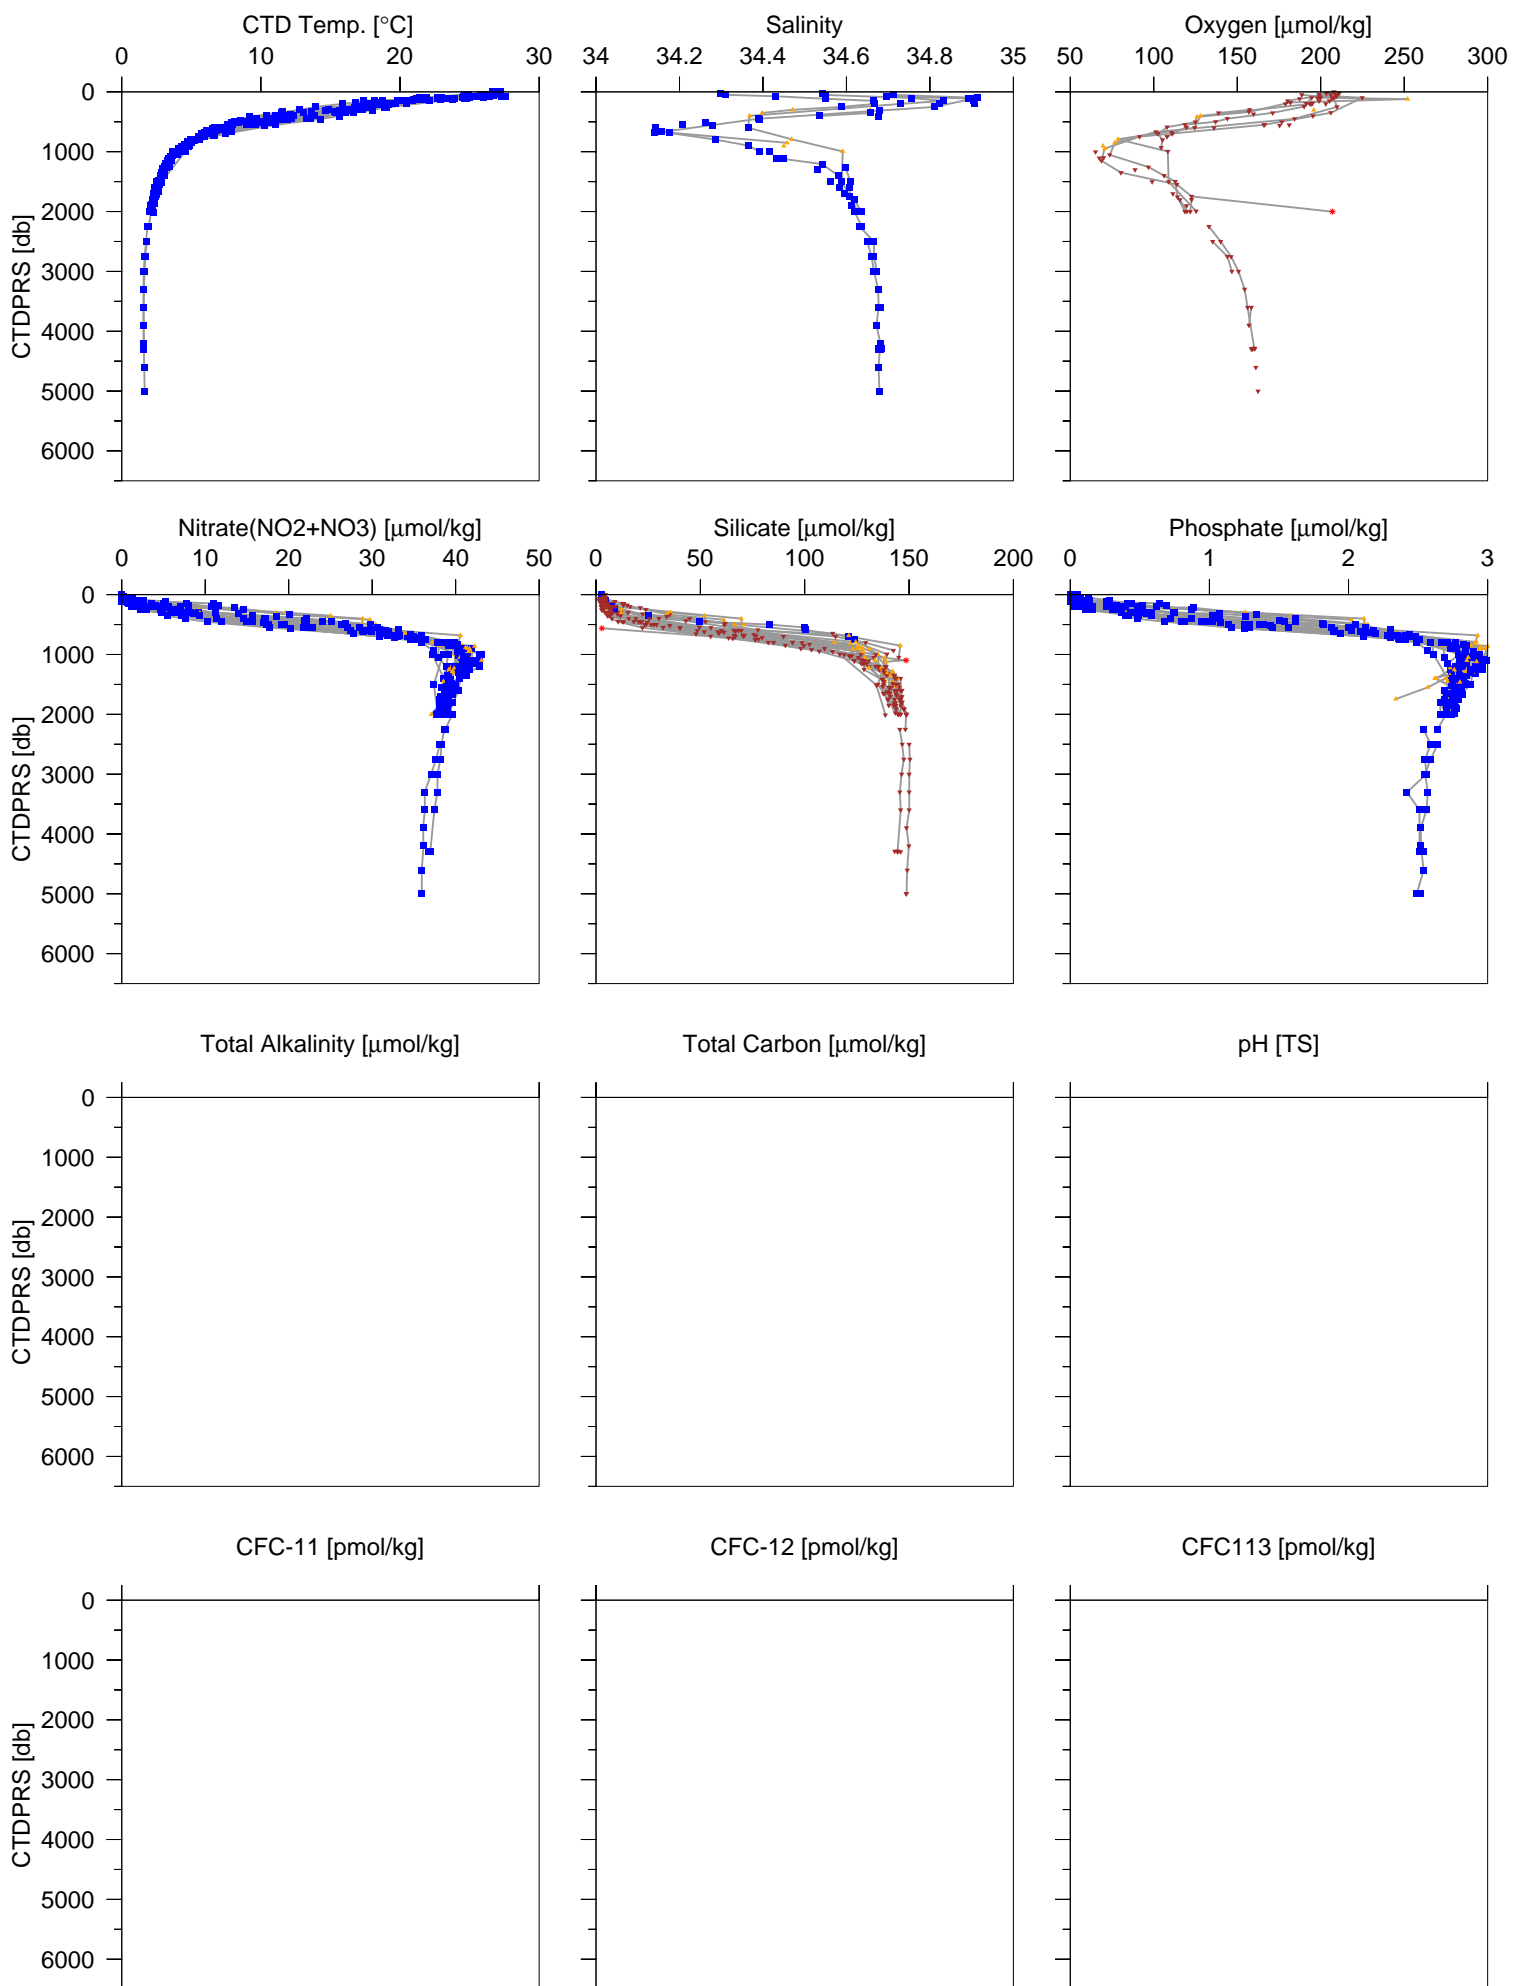 CTD Temp. [°C] Salinity Oxygen [μmol/kg]
0 10 20 30 34 34.2 34.4 34.6 34.8 35 50 100 150 200 250 300
0
1000
2000
3000
4000
5000
6000
CTDPRS [db]
Nitrate(NO2+NO3) [μmol/kg] Silicate [μmol/kg] Phosphate [μmol/kg]
0 10 20 30 40 50 0 50 100 150 200 0 1 2 3
0
1000
2000
3000
4000
5000
6000
CTDPRS [db]
Total Alkalinity [μmol/kg] Total Carbon [μmol/kg] pH [TS]
0
1000
2000
3000
4000
5000
6000
CTDPRS [db]
CFC-11 [pmol/kg] CFC-12 [pmol/kg] CFC113 [pmol/kg]
0
1000
2000
3000
4000
5000
6000
CTDPRS [db]